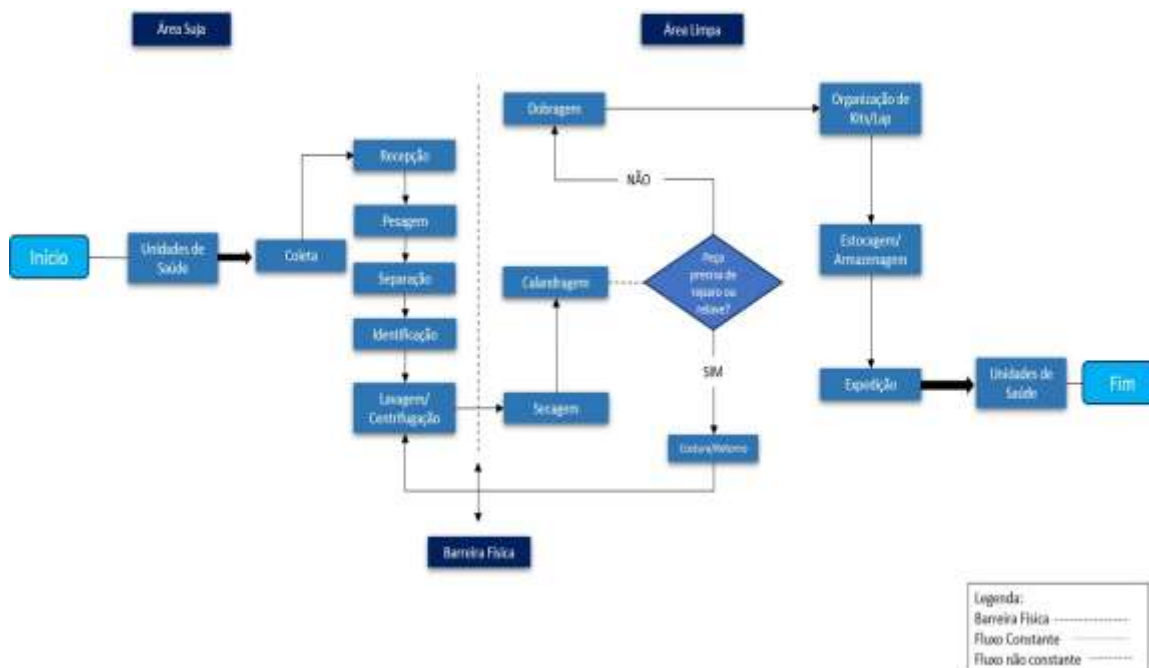 Área Suja
Área Limpa
Início
Unidades de
Saúde
Coleta
Recepção
Pesagem
Separação
Identificação
Lavagem/
Centrifugação
Secagem
Calandragem
Peça
precisa de
reparo ou
relave?
NÃO
SIM
Dobragem
Costura/Retorno
Organização de
Kits/Lap
Estocagem/
Armazenagem
Expedição
Unidades de
Saúde
Fim
Barreira Física
Legenda:
Barreira Física
Fluxo Constante
Fluxo não constante